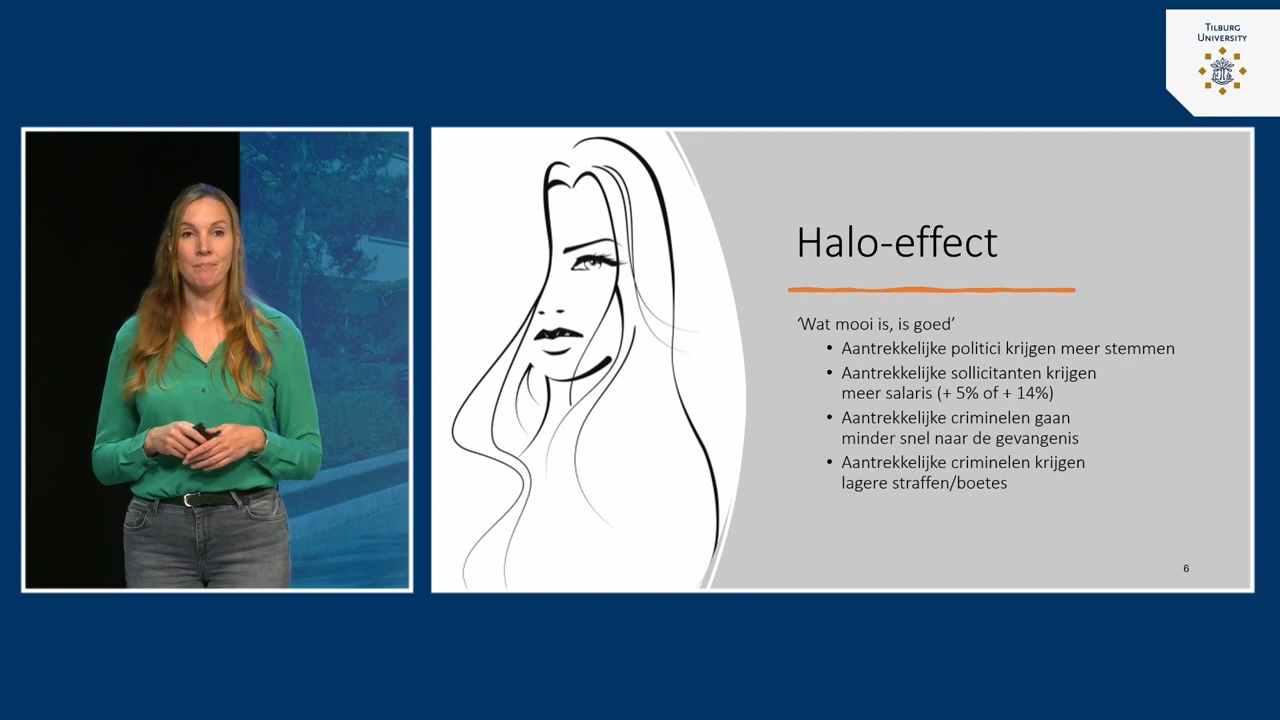 TILBURG
UNIVERSITY
Halo-effect
‘Wat mooi is, is goed’
• Aantrekkelijke politici krijgen meer stemmen
• Aantrekkelijke sollicitanten krijgen
meer salaris (+ 5% of + 14%)
• Aantrekkelijke criminelen gaan
minder snel naar de gevangenis
• Aantrekkelijke criminelen krijgen
lagere straffen/boetes
6